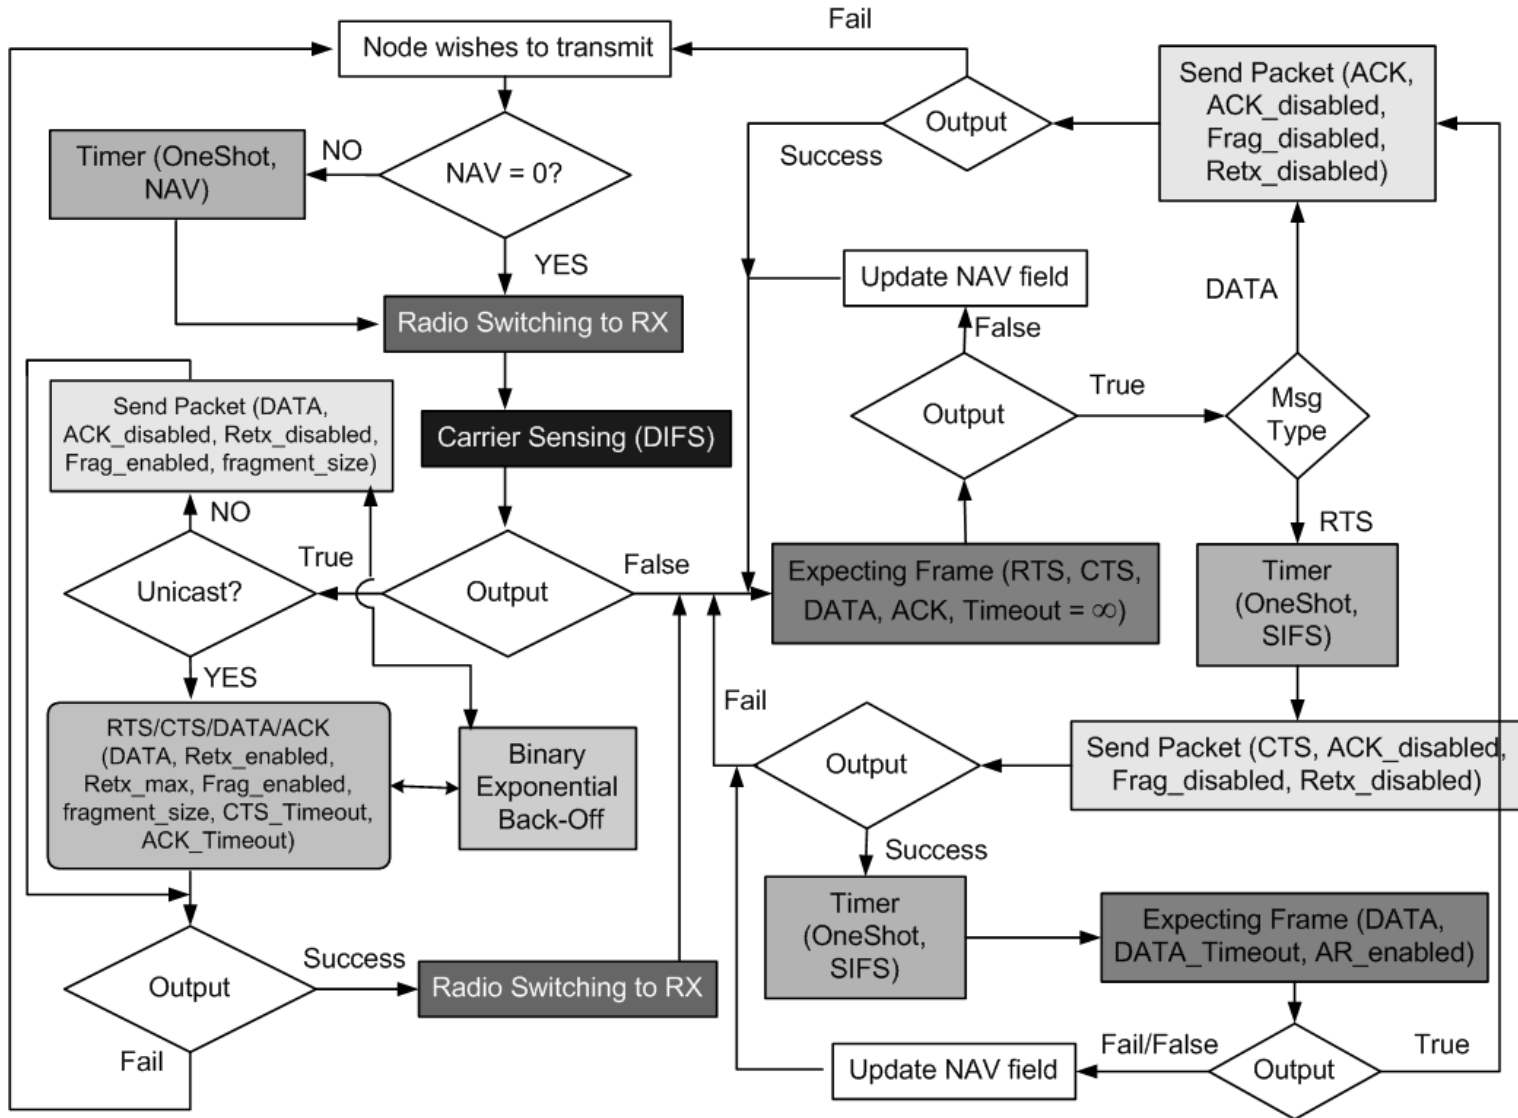 Fail
Node wishes to transmit
Send Packet (ACK,
ACK_disabled,
Frag_disabled,
Retx_disabled)
Output
Success
Timer (OneShot,
NAV)
NO
NAV = 0?
YES
Update NAV field
DATA
Radio Switching to RX
False
Send Packet (DATA,
ACK_disabled, Retx_disabled,
Frag_enabled, fragment_size)
Carrier Sensing (DIFS)
Output
True
Msg
Type
NO
RTS
Unicast?
True
Output
False
Expecting Frame (RTS, CTS,
DATA, ACK, Timeout = ∞)
Timer
(OneShot,
SIFS)
YES
Fail
RTS/CTS/DATA/ACK
(DATA, Retx_enabled,
Retx_max, Frag_enabled,
fragment_size, CTS_Timeout,
ACK_Timeout)
Binary
Exponential
Back-Off
Output
Send Packet (CTS, ACK_disabled,
Frag_disabled, Retx_disabled)
Success
Timer
(OneShot,
SIFS)
Expecting Frame (DATA,
DATA_Timeout, AR_enabled)
Output
Success
Radio Switching to RX
Fail
Update NAV field
Fail/False
Output
True